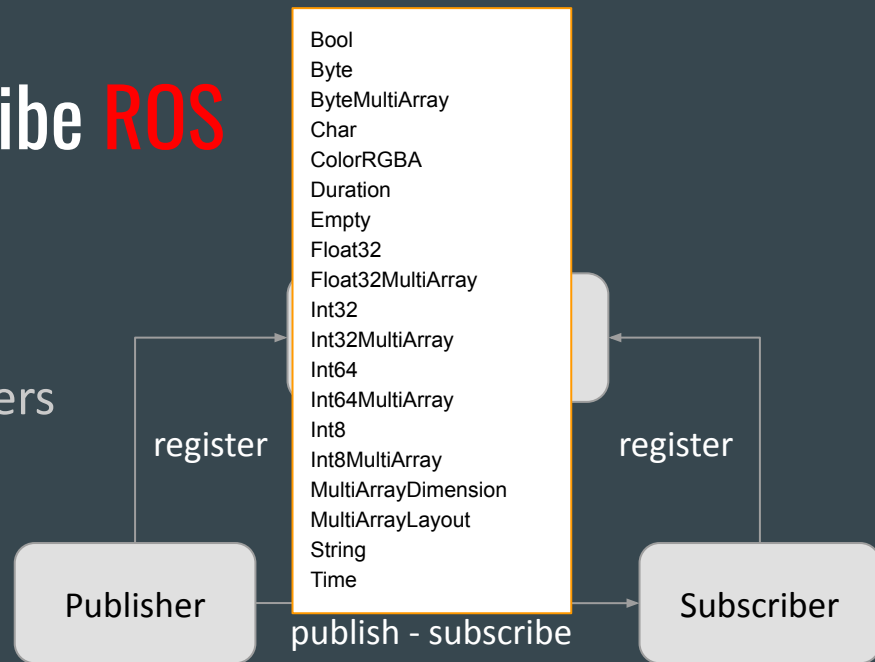 ibe ROS
Bool
Byte
ByteMultiArray
Char
ColorRGBA
Duration
Empty
Float32
Float32MultiArray
Int32
Int32MultiArray
Int64
Int64MultiArray
Int8
Int8MultiArray
MultiArrayDimension
MultiArrayLayout
String
Time
ers
register
register
Publisher
Subscriber
publish - subscribe